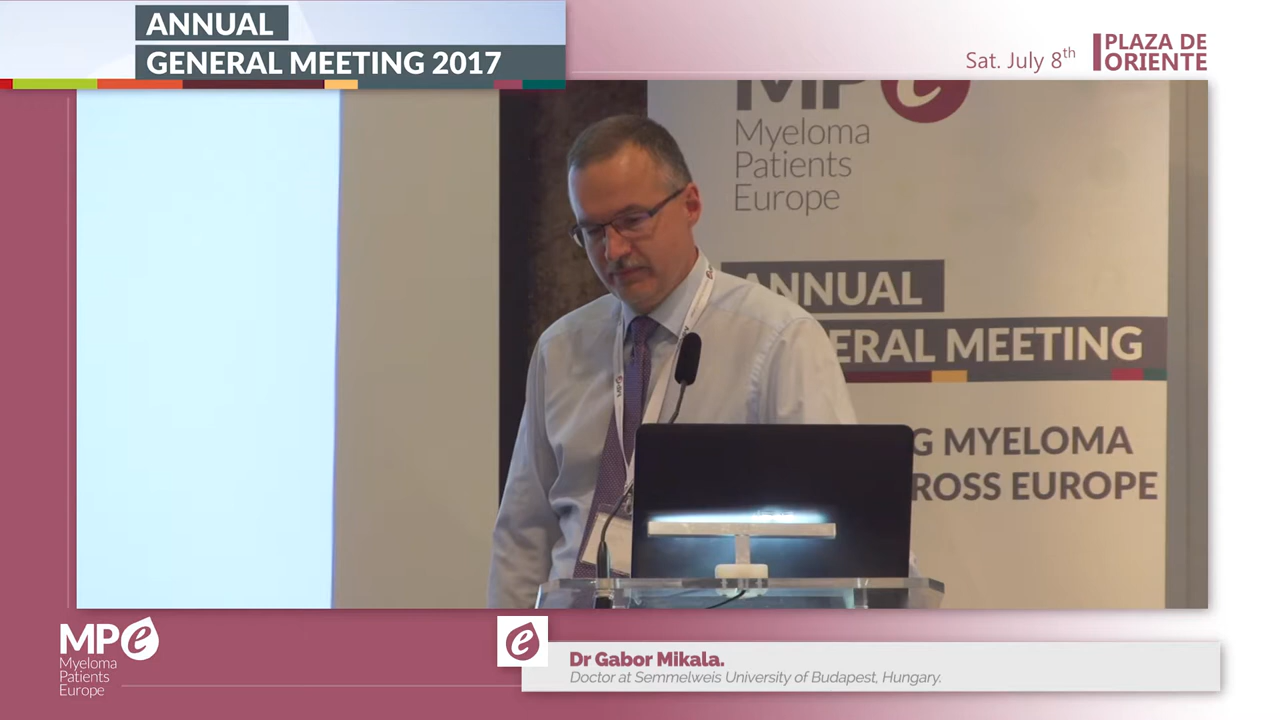 ANNUAL
GENERAL MEETING 2017
Sat. July 8th
PLAZA DE
ORIENTE
MPe
Myeloma
Patients
Europe
ANNUAL
ERAL MEETING
G MYELOMA
ROSS EUROPE
MPe
Myeloma
Patients
Europe
e
Dr Gabor Mikala.
Doctor at Semmelweis University of Budapest, Hungary.